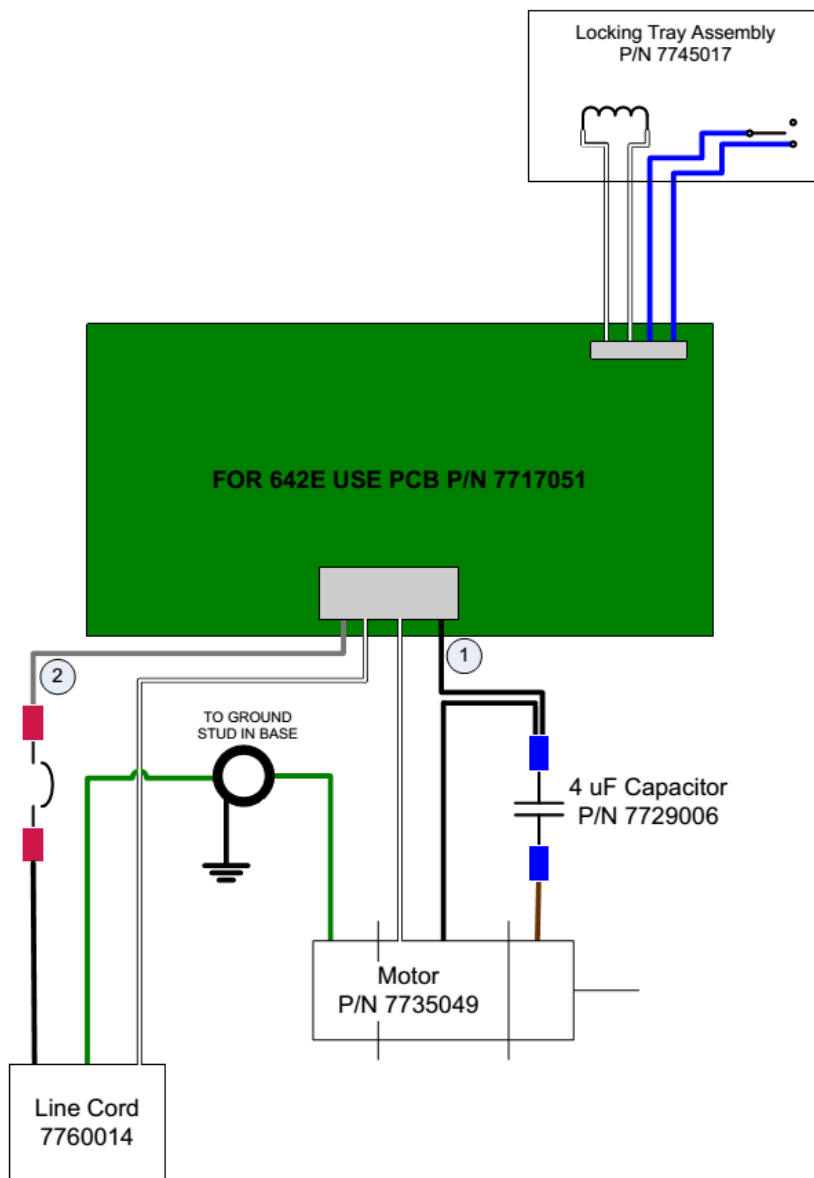 Locking Tray Assembly
P/N 7745017
FOR 642E USE PCB P/N 7717051
1
2
TO GROUND
STUD IN BASE
4 uF Capacitor
P/N 7729006
Motor
P/N 7735049
Line Cord
7760014